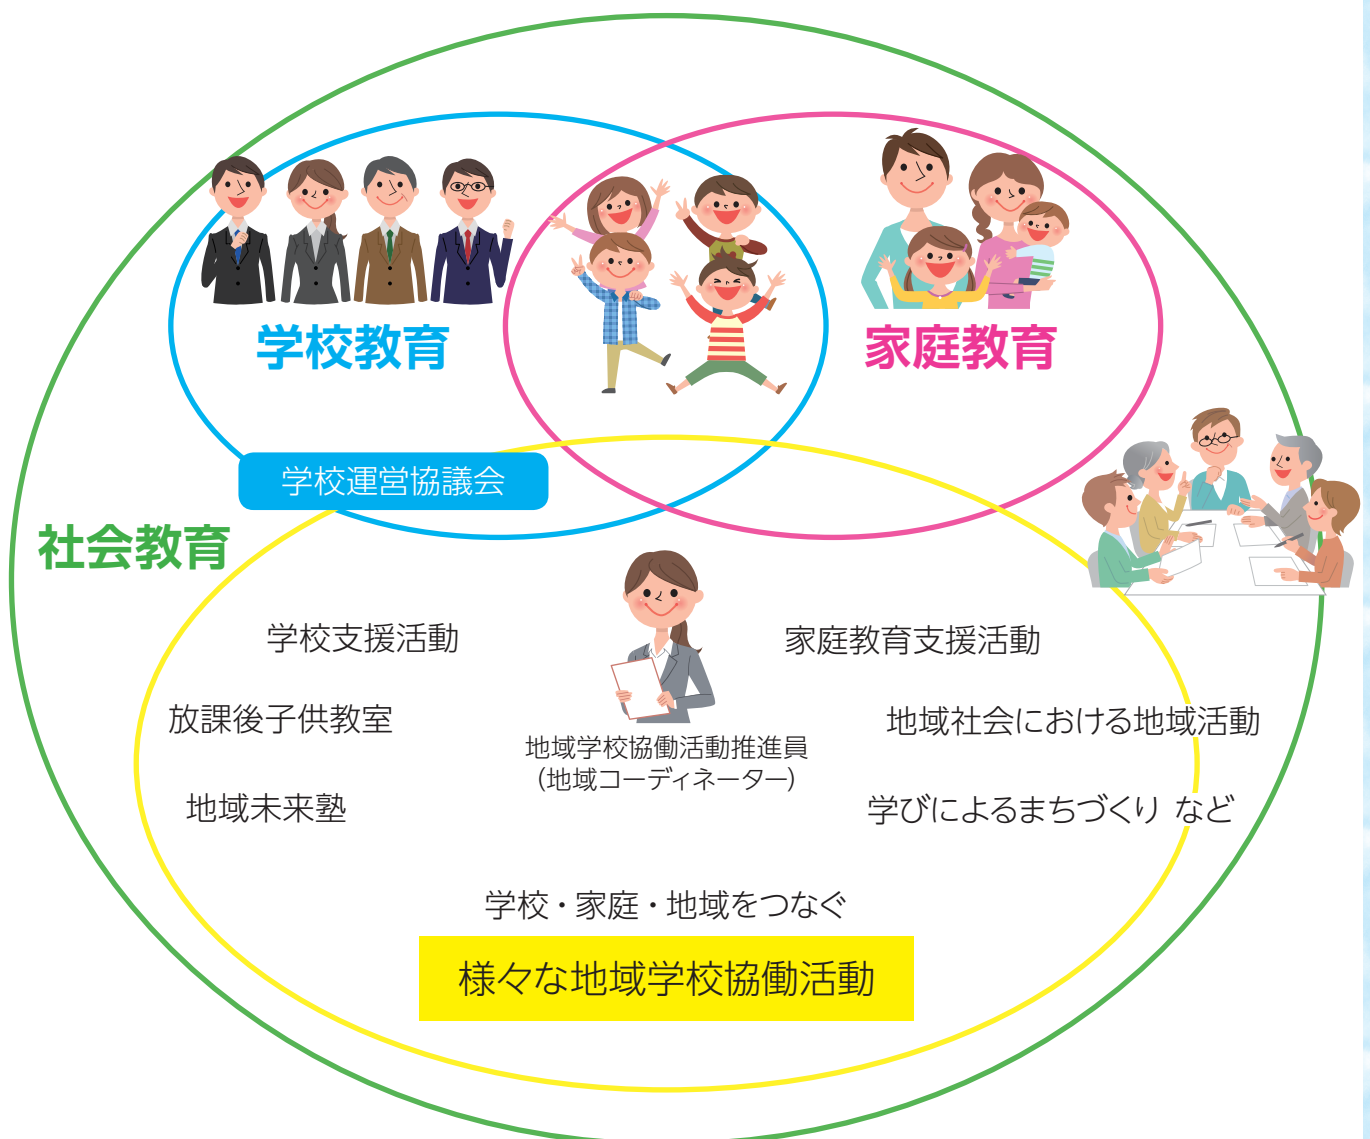 学校教育
家庭教育
学校運営協議会
社会教育
学校支援活動
家庭教育支援活動
放課後子供教室
地域社会における地域活動
地域学校協働活動推進員
（地域コーディネーター）
地域未来塾
学びによるまちづくり など
学校・家庭・地域をつなぐ
様々な地域学校協働活動